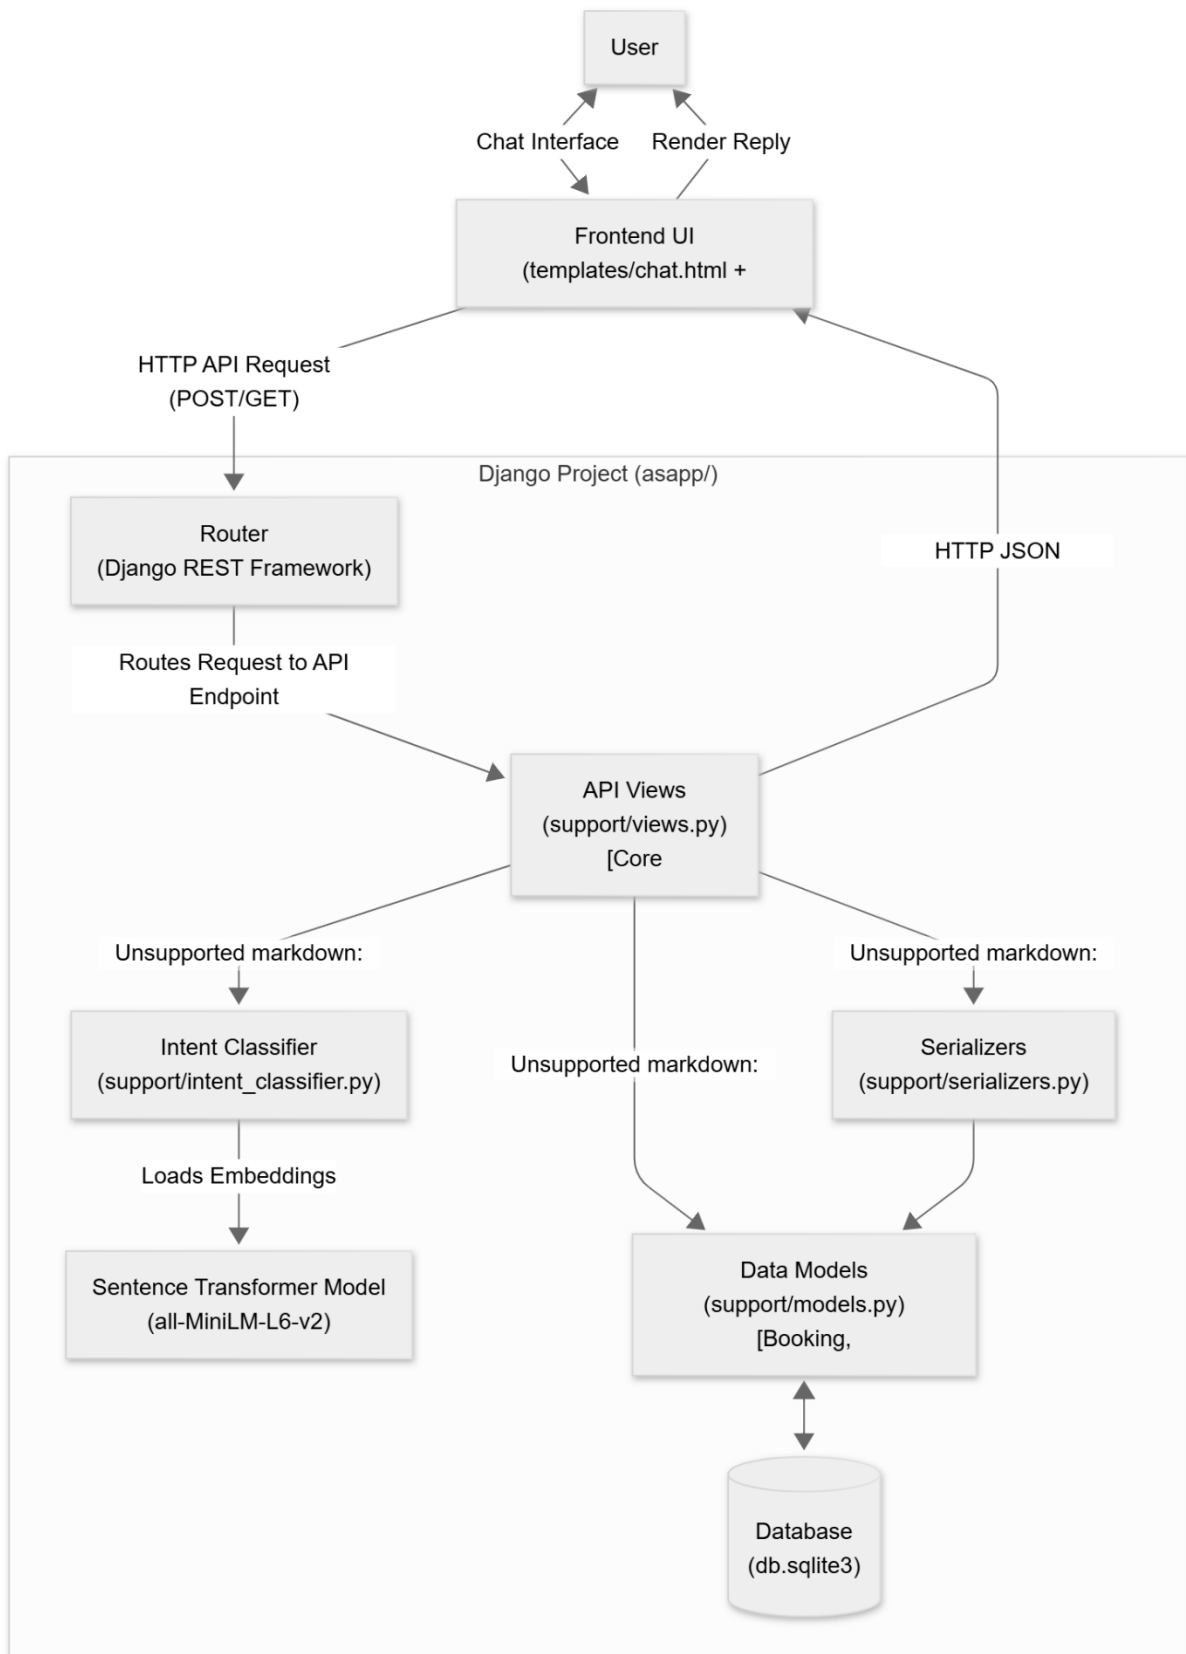 User
Chat Interface
Render Reply
Frontend UI
(templates/chat.html +
HTTP API Request
(POST/GET)
Django Project (asapp/)
Router
(Django REST Framework)
HTTP JSON
Routes Request to API
Endpoint
API Views
(support/views.py)
[Core
Unsupported markdown:
Unsupported markdown:
Intent Classifier
(support/intent_classifier.py)
Unsupported markdown:
Serializers
(support/serializers.py)
Loads Embeddings
Sentence Transformer Model
(all-MiniLM-L6-v2)
Data Models
(support/models.py)
[Booking,
Database
(db.sqlite3)